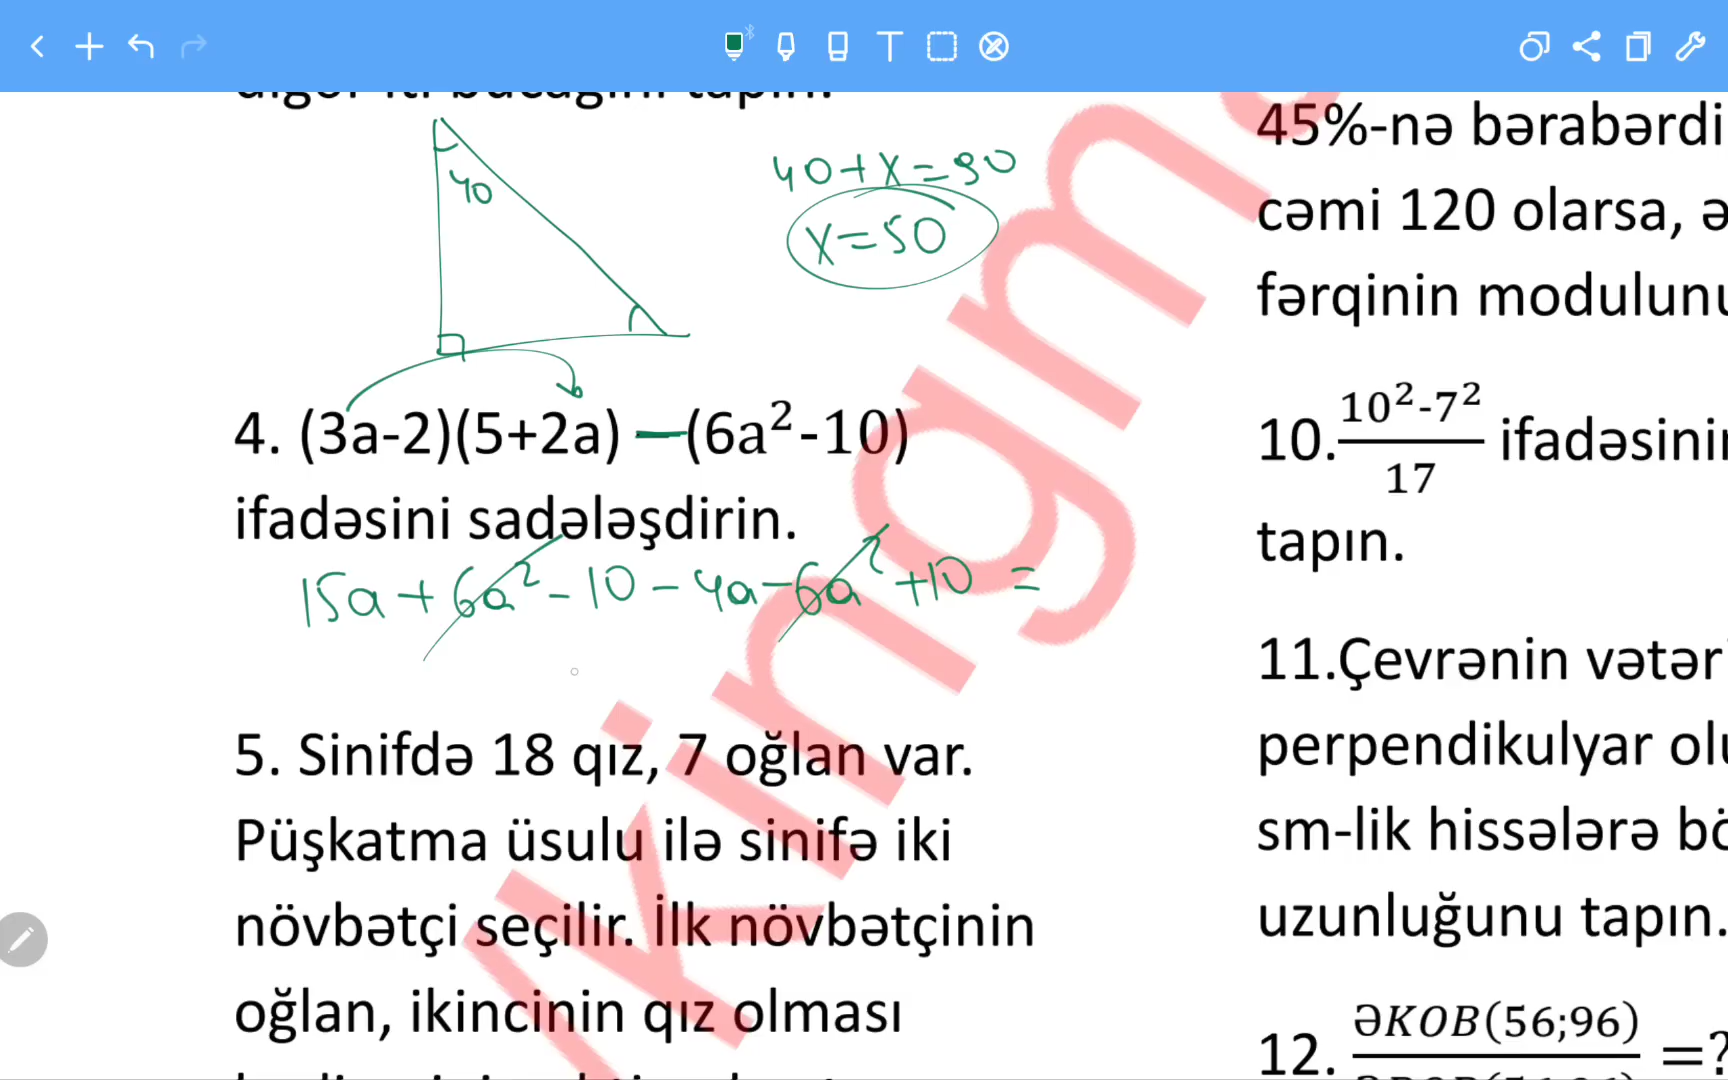 40
40+x=90
x=50
4. (3a-2)(5+2a) —(6a²-10)
ifadəsini sadələşdirin.
15a + 6a² - 10 - 4a - 6a² + 10 =
5. Sinifdə 18 qız, 7 oğlan var.
Püşkatma üsulu ilə sinifə iki
növbətçi seçilir. İlk növbətçinin
oğlan, ikincinin qız olması
45%-nə bərabərdi
cəmi 120 olarsa, ə
fərqinin modulunu
10. 10²-7²
17
ifadəsinin
tapın.
11.Çevrənin vətər
perpendikulyar olu
sm-lik hissələrə bö
uzunluğunu tapın.
12. ƏKOB(56;96)
=?
/kingma
T